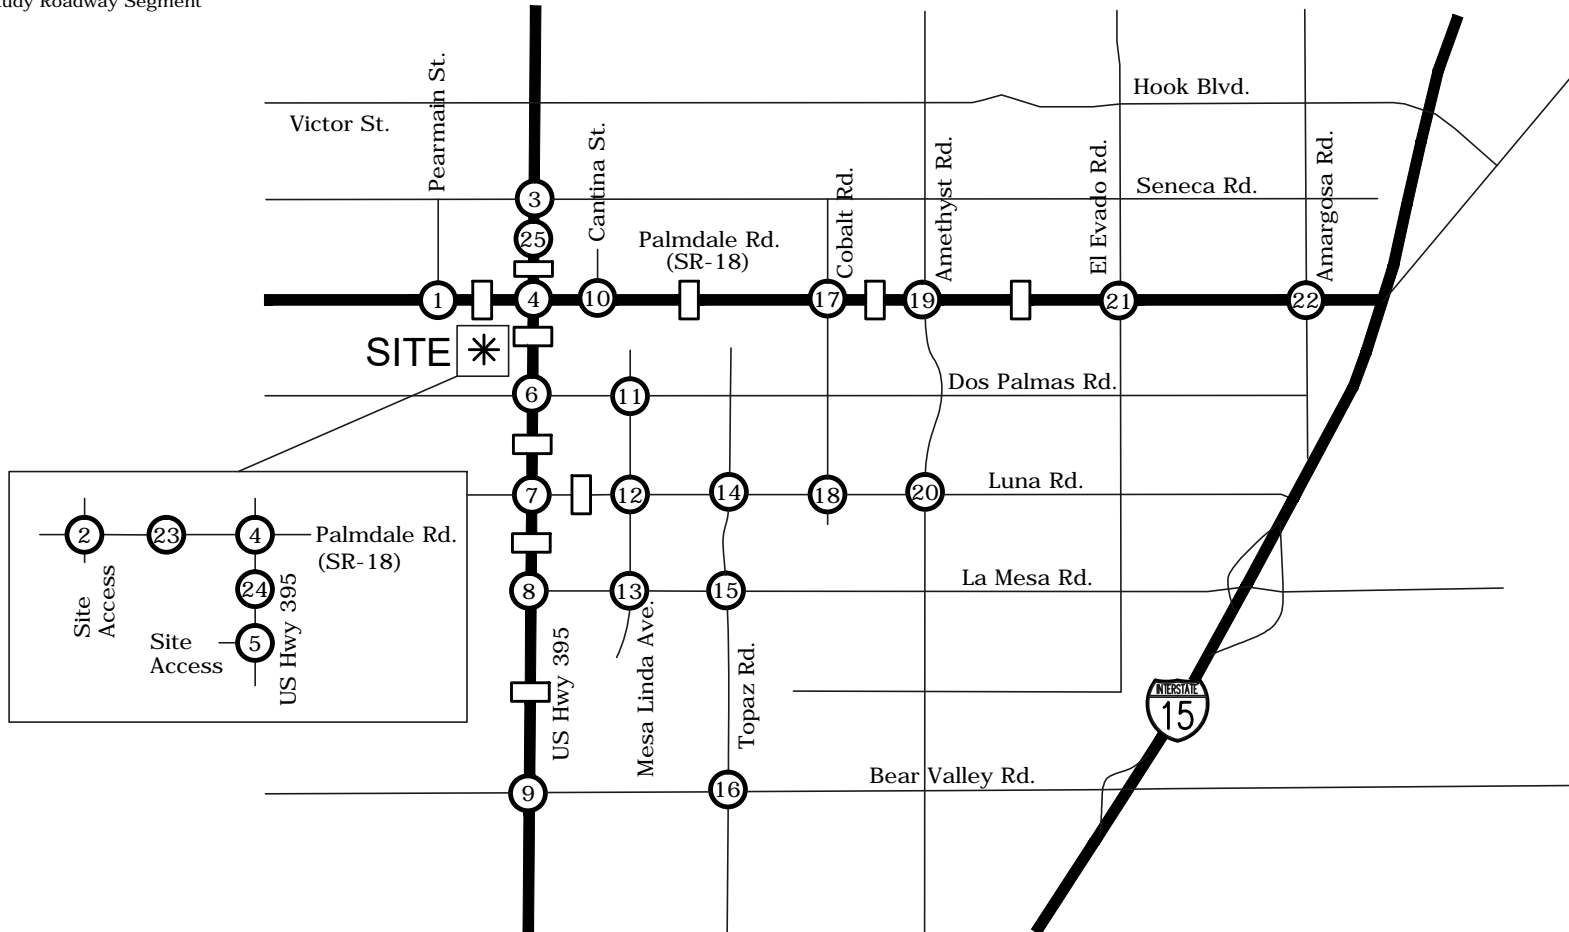 Roadway Segment
Hook Blvd.
Victor St.
Pearmain St.
Cantina St.
Cobalt Rd.
Amethyst Rd.
El Evado Rd.
Amargosa Rd.
Seneca Rd.
3
25
Palmdale Rd.
(SR-18)
1
4
10
17
19
21
22
SITE
Dos Palmas Rd.
6
11
Luna Rd.
7
12
14
18
20
2
23
4
Palmdale Rd.
(SR-18)
24
5
Site
Access
Site
Access
US Hwy 395
La Mesa Rd.
8
13
15
US Hwy 395
Mesa Linda Ave.
Topaz Rd.
INTERSTATE
15
Bear Valley Rd.
9
16